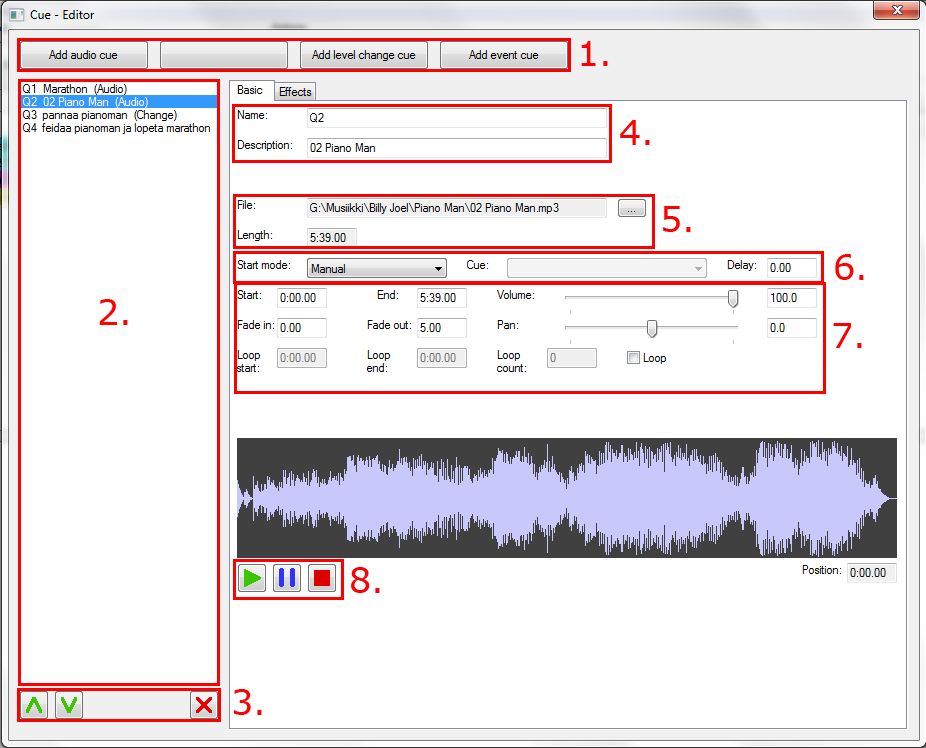 Cue - Editor
Add audio cue Add level change cue Add event cue 1.
Q1 Marathon (Audio)
Q2 02 Piano Man (Audio)
Q3 pannaa pianoman (Change)
Q4 feidaa pianoman ja lopeta marathon
2.
3.
Basic Effects
Name: Q2
Description: 02 Piano Man
4.
File: G:\Musiikki\Billy Joel\Piano Man\02 Piano Man.mp3 ...
Length: 5:39.00
5.
Start mode: Manual Cue: Delay: 0.00 6.
Start: 0:00.00 End: 5:39.00 Volume: 100.0
Fade in: 0.00 Fade out: 5.00 Pan: 0.0
Loop start: 0:00.00 Loop end: 0:00.00 Loop count: 0 Loop
7.
8.
Position: 0:00.00